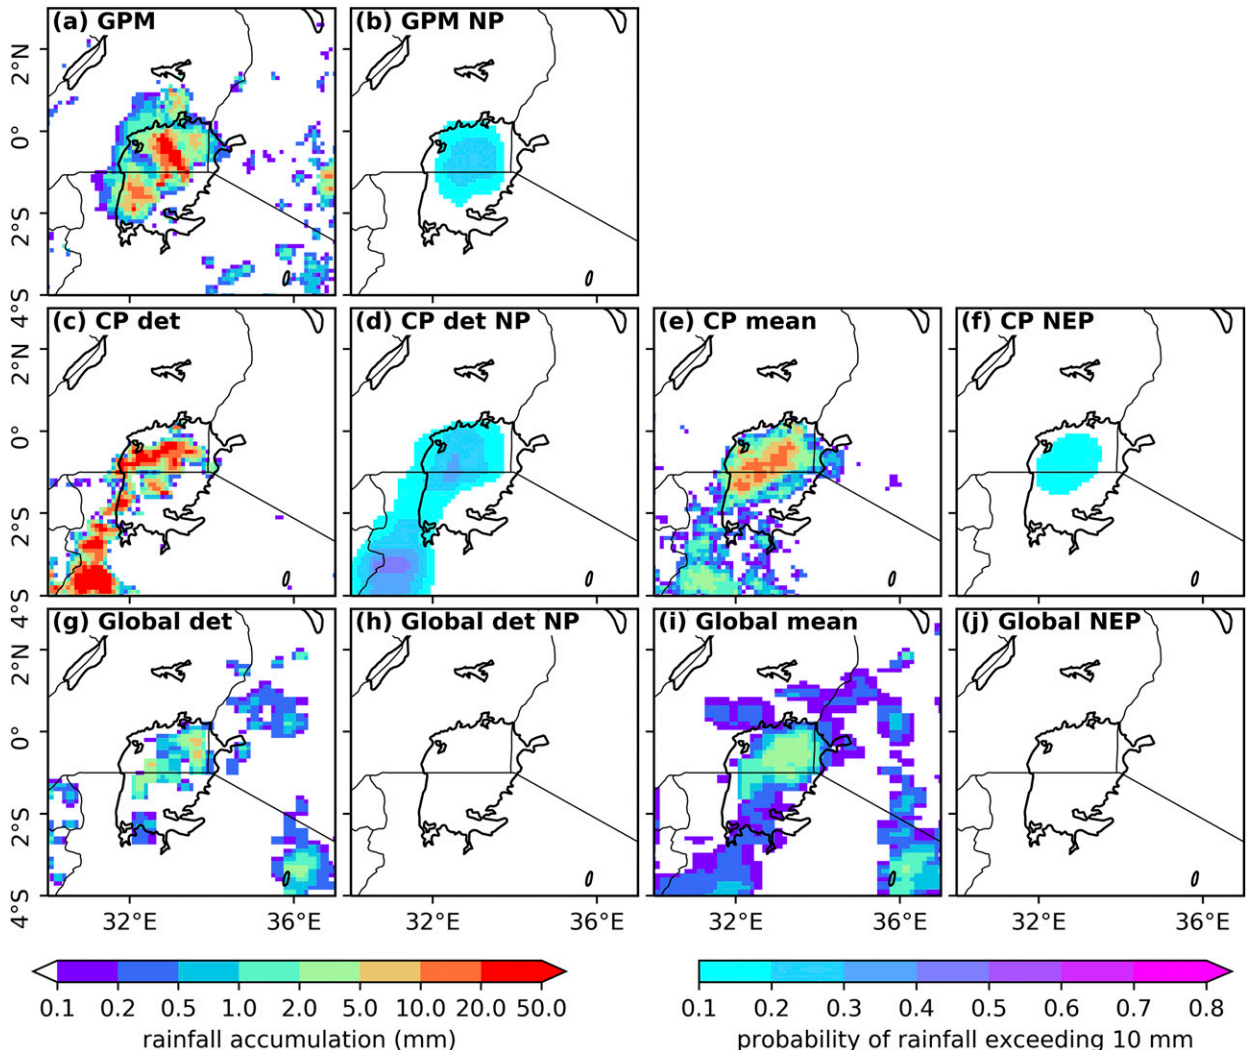 (a) GPM
(b) GPM NP
2°N
0°
2°S
4°S
32°E
36°E
(c) CP det
(d) CP det NP
(e) CP mean
(f) CP NEP
4°N
2°N
0°
2°S
4°S
(g) Global det
(h) Global det NP
(i) Global mean
(j) Global NEP
4°N
2°N
0°
2°S
4°S
32°E
36°E
32°E
36°E
32°E
36°E
32°E
36°E
0.1 0.2 0.5 1.0 2.0 5.0 10.0 20.0 50.0
rainfall accumulation (mm)
0.1 0.2 0.3 0.4 0.5 0.6 0.7 0.8
probability of rainfall exceeding 10 mm